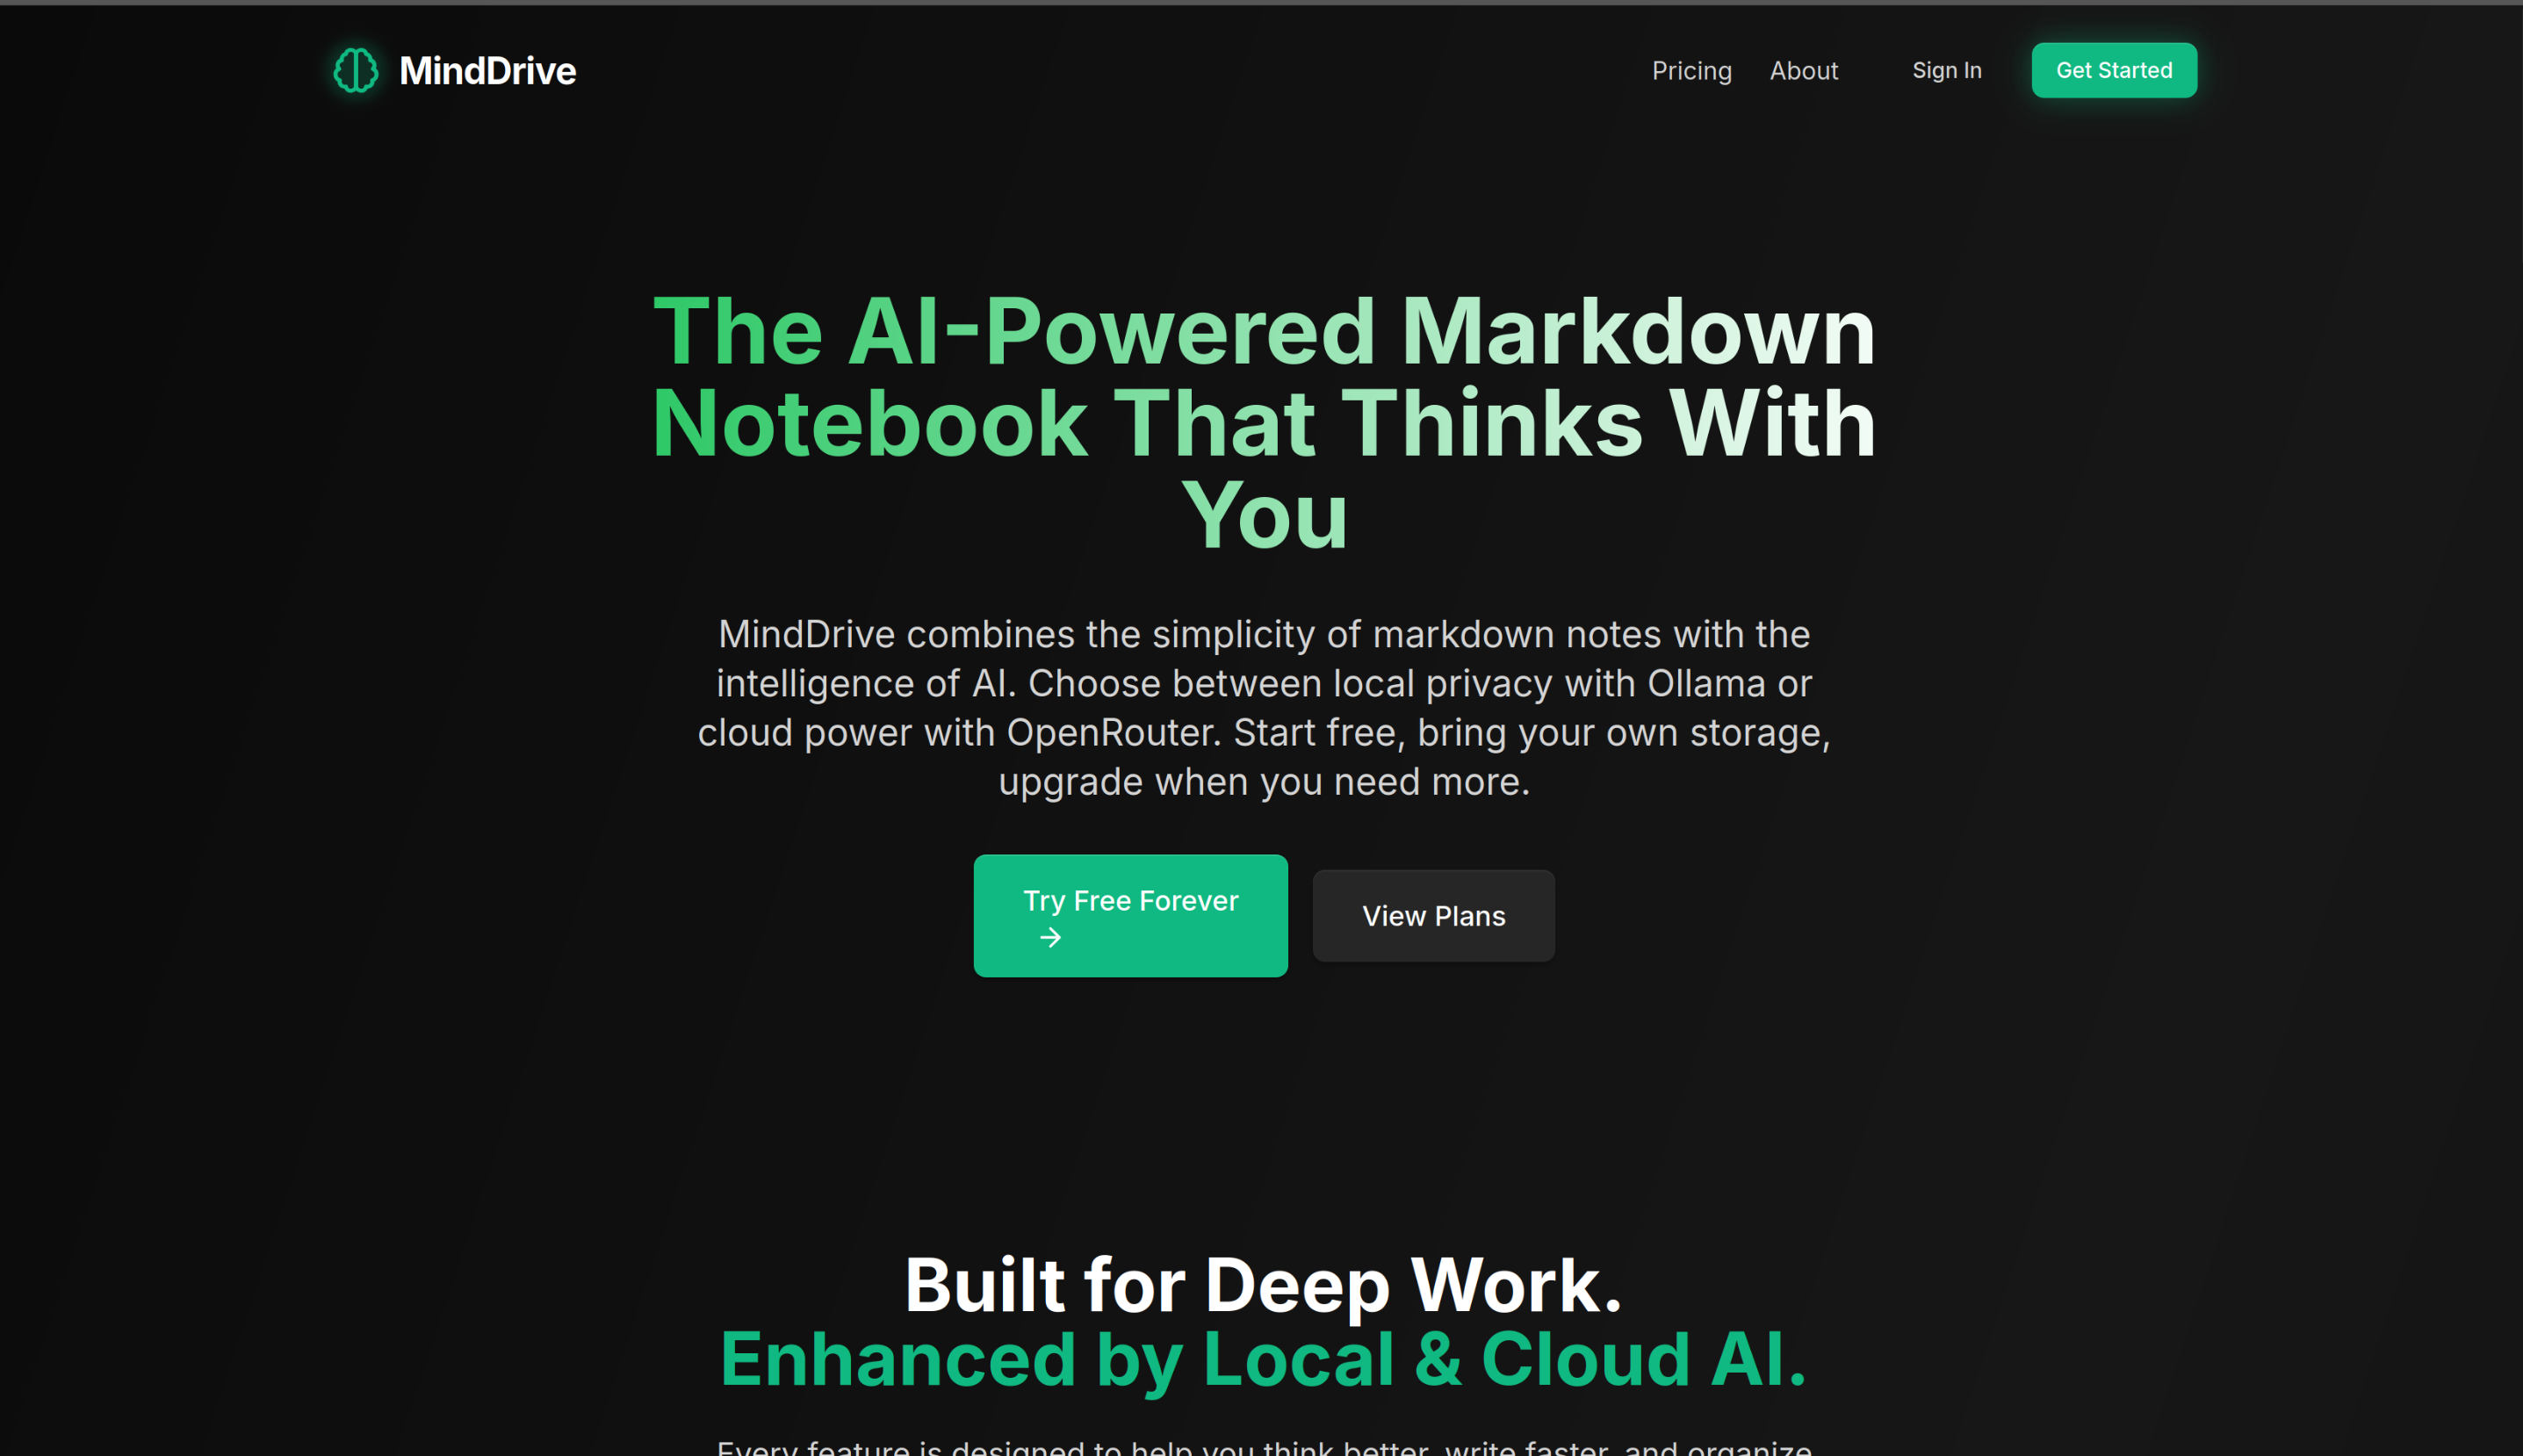 MindDrive
Pricing
About
Sign In
Get Started
The AI-Powered Markdown
Notebook That Thinks With
You
MindDrive combines the simplicity of markdown notes with the
intelligence of AI. Choose between local privacy with Ollama or
cloud power with OpenRouter. Start free, bring your own storage,
upgrade when you need more.
Try Free Forever
→
View Plans
Built for Deep Work.
Enhanced by Local & Cloud AI.
Every feature is designed to help you think better, write faster, and organize